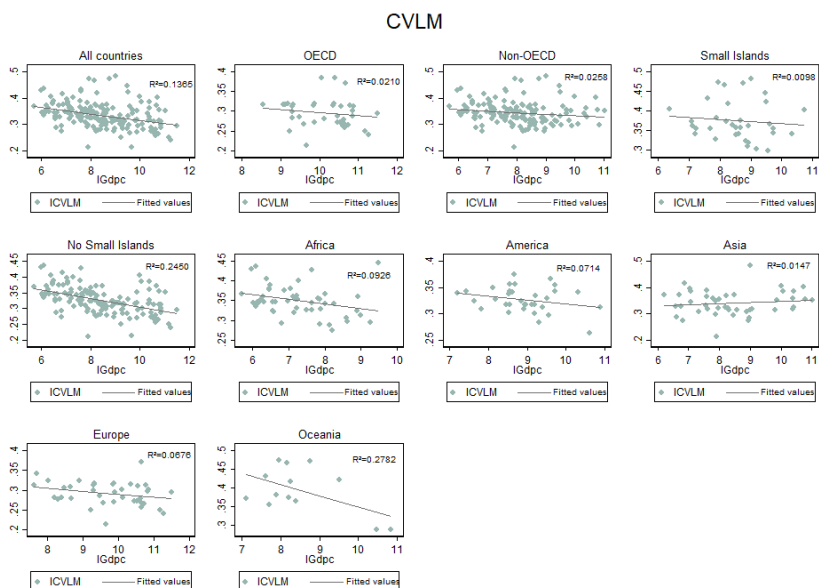 CVLM
All countries
OECD
Non-OECD
Small Islands
R²=0.1365
R²=0.0210
R²=0.0258
R²=0.0098
.2 .3 .4 .5
.2 .25 .3 .35 .4
.2 .3 .4 .5
.3 .35 .4 .45 .5
6 7 8 9 10 11 12
8 9 10 11 12
6 7 8 9 10 11
6 7 8 9 10 11
lGdpc
lGdpc
lGdpc
lGdpc
ICVLM Fitted values
ICVLM Fitted values
ICVLM Fitted values
ICVLM Fitted values
No Small Islands
Africa
America
Asia
R²=0.2450
R²=0.0926
R²=0.0714
R²=0.0147
.2 .25 .3 .35 .4 .45
.25 .3 .35 .4 .45
.25 .3 .35 .4
.2 .3 .4 .5
6 7 8 9 10 11 12
6 7 8 9 10
7 8 9 10 11
6 7 8 9 10 11
lGdpc
lGdpc
lGdpc
lGdpc
ICVLM Fitted values
ICVLM Fitted values
ICVLM Fitted values
ICVLM Fitted values
Europe
Oceania
R²=0.0676
R²=0.2782
.2 .25 .3 .35 .4
.3 .35 .4 .45 .5
8 9 10 11 12
7 8 9 10 11
lGdpc
lGdpc
ICVLM Fitted values
ICVLM Fitted values